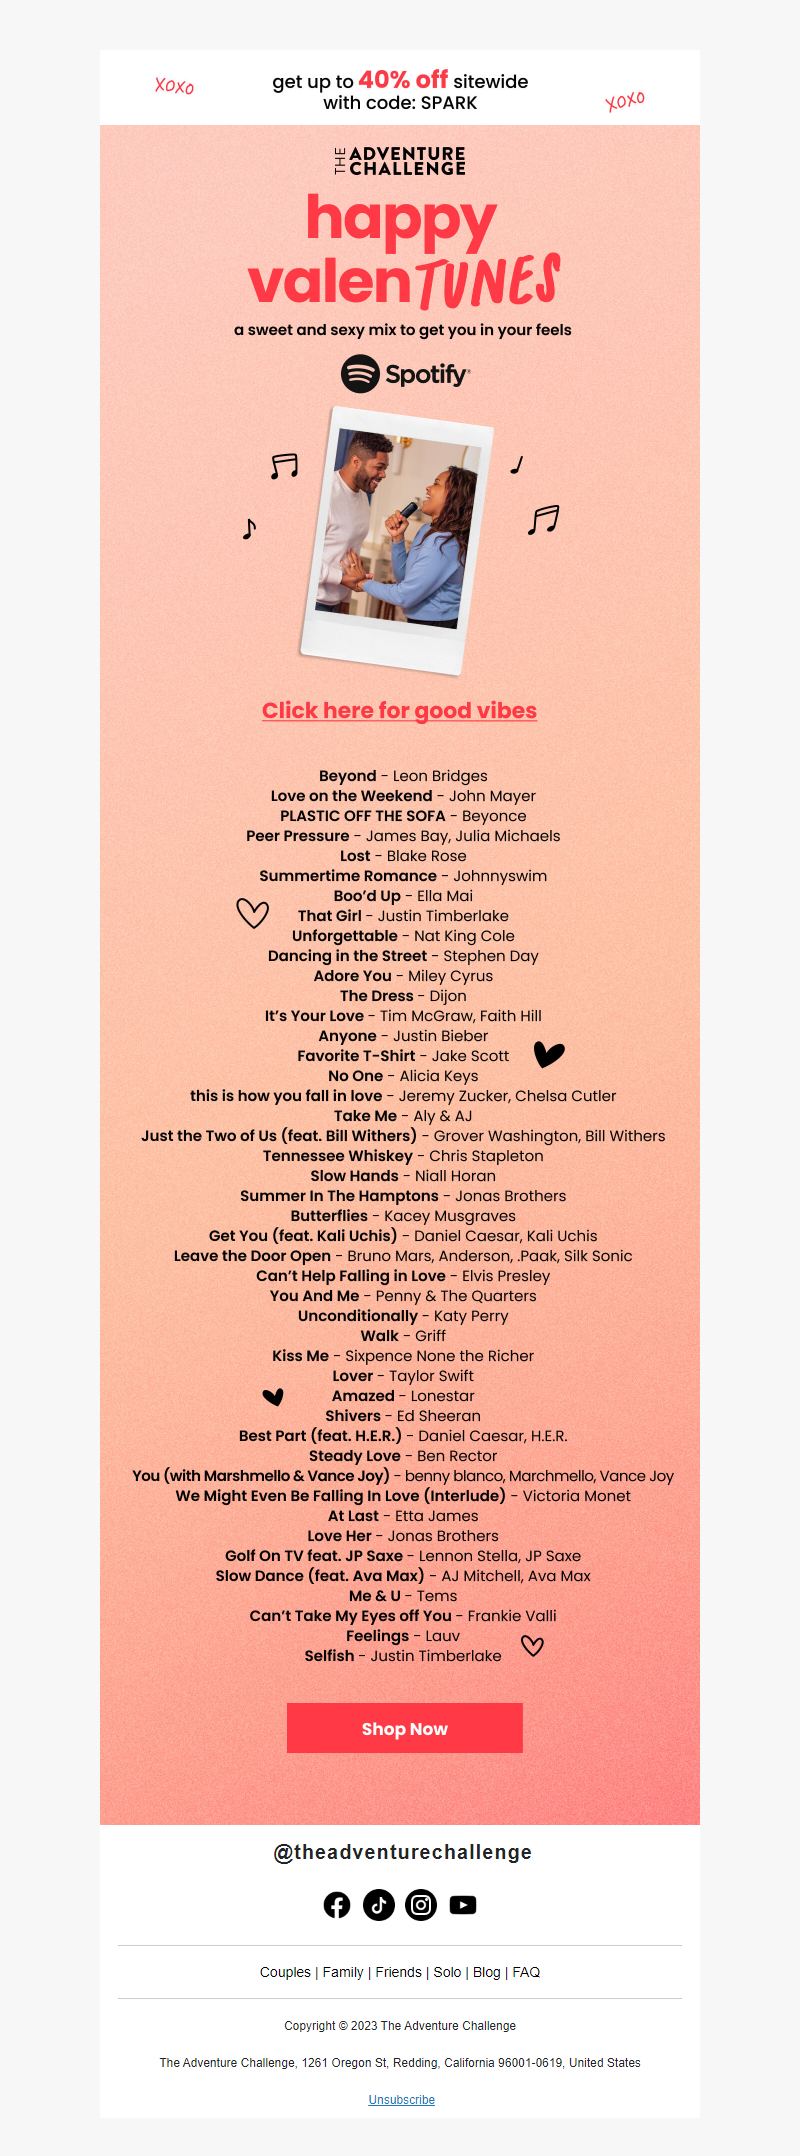 xoxo
get up to 40% off sitewide
with code: SPARK
xoxo
THE ADVENTURE
CHALLENGE
happy
valenTUNES
a sweet and sexy mix to get you in your feels
Spotify®
Click here for good vibes
Beyond - Leon Bridges
Love on the Weekend - John Mayer
PLASTIC OFF THE SOFA - Beyonce
Peer Pressure - James Bay, Julia Michaels
Lost - Blake Rose
Summertime Romance - Johnnyswim
Boo’d Up - Ella Mai
That Girl - Justin Timberlake
Unforgettable - Nat King Cole
Dancing in the Street - Stephen Day
Adore You - Miley Cyrus
The Dress - Dijon
It’s Your Love - Tim McGraw, Faith Hill
Anyone - Justin Bieber
Favorite T-Shirt - Jake Scott
No One - Alicia Keys
this is how you fall in love - Jeremy Zucker, Chelsa Cutler
Take Me - Aly & AJ
Just the Two of Us (feat. Bill Withers) - Grover Washington, Bill Withers
Tennessee Whiskey - Chris Stapleton
Slow Hands - Niall Horan
Summer In The Hamptons - Jonas Brothers
Butterflies - Kacey Musgraves
Get You (feat. Kali Uchis) - Daniel Caesar, Kali Uchis
Leave the Door Open - Bruno Mars, Anderson, .Paak, Silk Sonic
Can’t Help Falling in Love - Elvis Presley
You And Me - Penny & The Quarters
Unconditionally - Katy Perry
Walk - Griff
Kiss Me - Sixpence None the Richer
Lover - Taylor Swift
Amazed - Lonestar
Shivers - Ed Sheeran
Best Part (feat. H.E.R.) - Daniel Caesar, H.E.R.
Steady Love - Ben Rector
You (with Marshmello & Vance Joy) - benny blanco, Marchmello, Vance Joy
We Might Even Be Falling In Love (Interlude) - Victoria Monet
At Last - Etta James
Love Her - Jonas Brothers
Golf On TV feat. JP Saxe - Lennon Stella, JP Saxe
Slow Dance (feat. Ava Max) - AJ Mitchell, Ava Max
Me & U - Tems
Can’t Take My Eyes off You - Frankie Valli
Feelings - Lauv
Selfish - Justin Timberlake
Shop Now
@theadventurechallenge
Couples | Family | Friends | Solo | Blog | FAQ
Copyright © 2023 The Adventure Challenge
The Adventure Challenge, 1261 Oregon St, Redding, California 96001-0619, United States
Unsubscribe